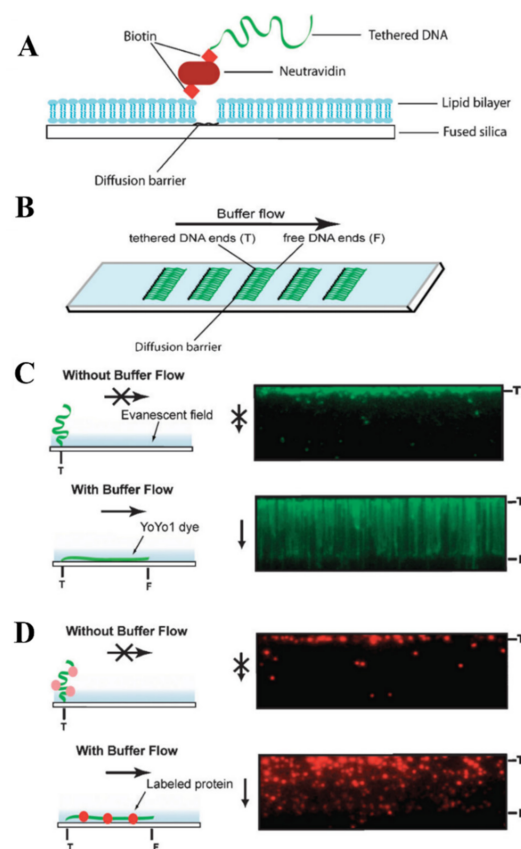 A
Biotin
Tethered DNA
Neutravidin
Lipid bilayer
Fused silica
Diffusion barrier
B
Buffer flow
tethered DNA ends (T)
free DNA ends (F)
Diffusion barrier
C
Without Buffer Flow
Evanescent field
T
T
With Buffer Flow
YoYo1 dye
T
F
T
F
D
Without Buffer Flow
T
T
With Buffer Flow
Labeled protein
T
F
T
F